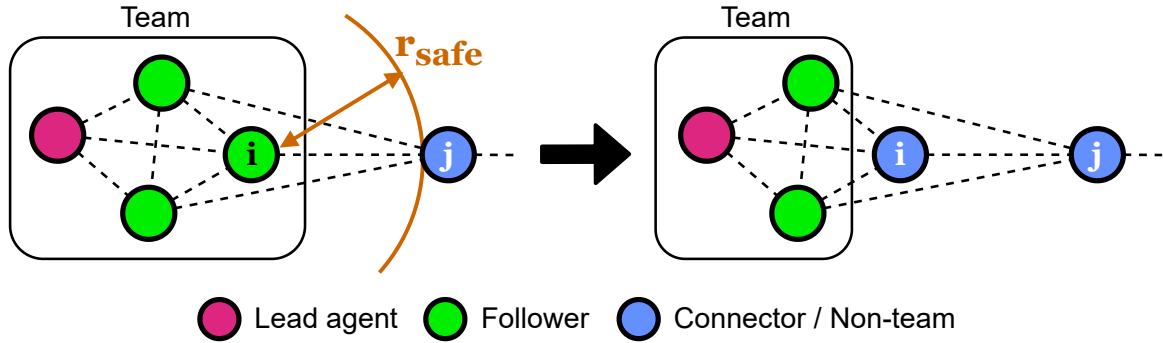 Team
Team
r_safe
i
j
i
j
Lead agent
Follower
Connector / Non-team